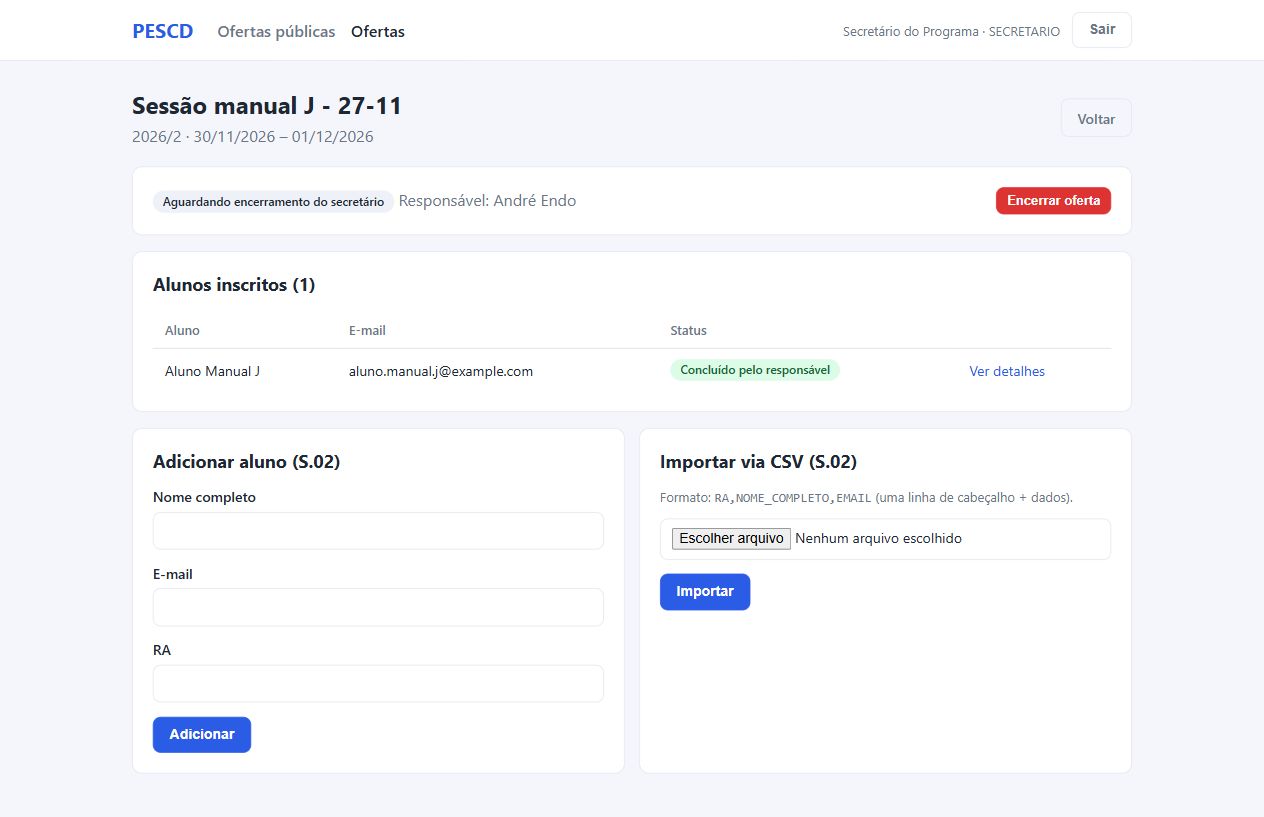 PESCD Ofertas públicas Ofertas Secretário do Programa · SECRETARIO Sair
Sessão manual J - 27-11
2026/2 · 30/11/2026 – 01/12/2026
Voltar
Aguardando encerramento do secretário Responsável: André Endo Encerrar oferta
Alunos inscritos (1)
Aluno E-mail Status
Aluno Manual J aluno.manual.j@example.com Concluído pelo responsável Ver detalhes
Adicionar aluno (S.02)
Nome completo
E-mail
RA
Adicionar
Importar via CSV (S.02)
Formato: RA,NOME_COMPLETO,EMAIL (uma linha de cabeçalho + dados).
Escolher arquivo Nenhum arquivo escolhido
Importar